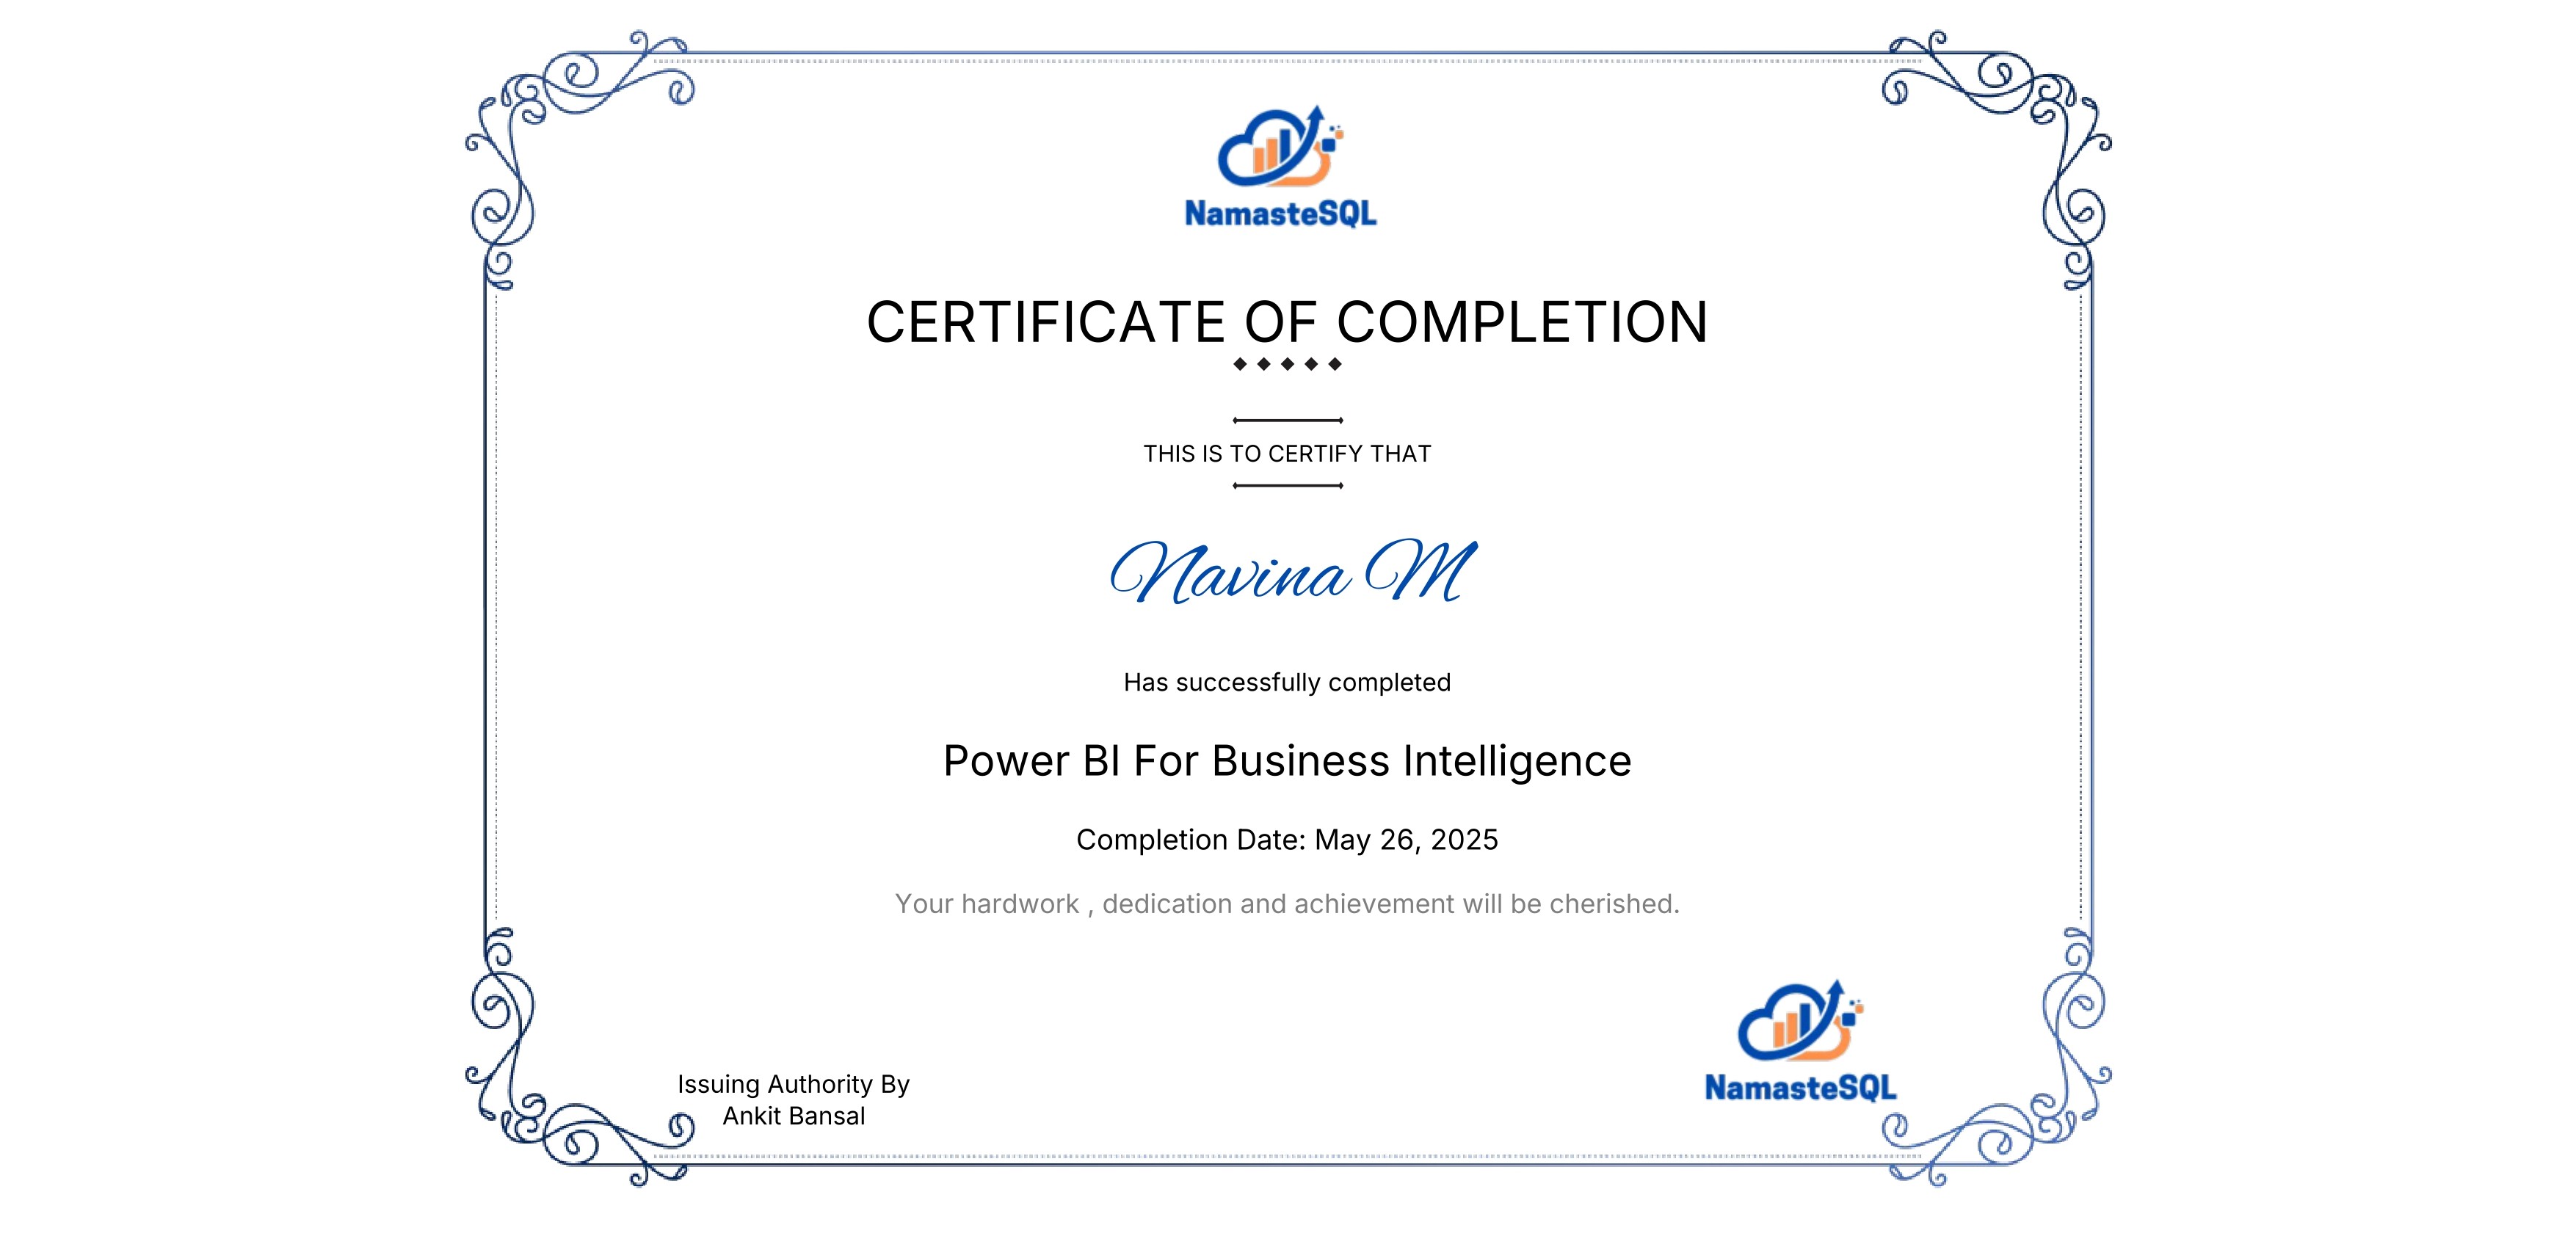 NamasteSQL
CERTIFICATE OF COMPLETION
THIS IS TO CERTIFY THAT
Navina M
Has successfully completed
Power BI For Business Intelligence
Completion Date: May 26, 2025
Your hardwork , dedication and achievement will be cherished.
Issuing Authority By
Ankit Bansal
NamasteSQL